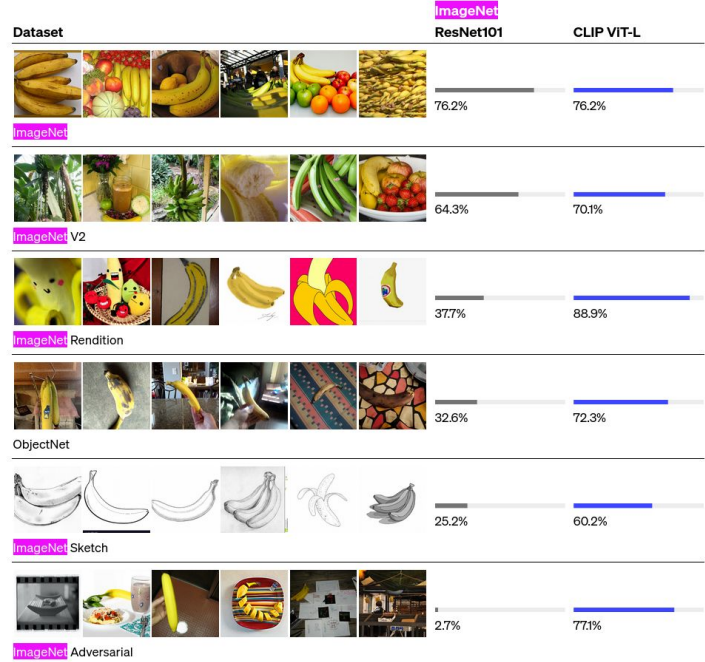 ImageNet
Dataset ResNet101 CLIP ViT-L
76.2% 76.2%
ImageNet
64.3% 70.1%
ImageNet V2
37.7% 88.9%
ImageNet Rendition
32.6% 72.3%
ObjectNet
25.2% 60.2%
ImageNet Sketch
2.7% 77.1%
ImageNet Adversarial